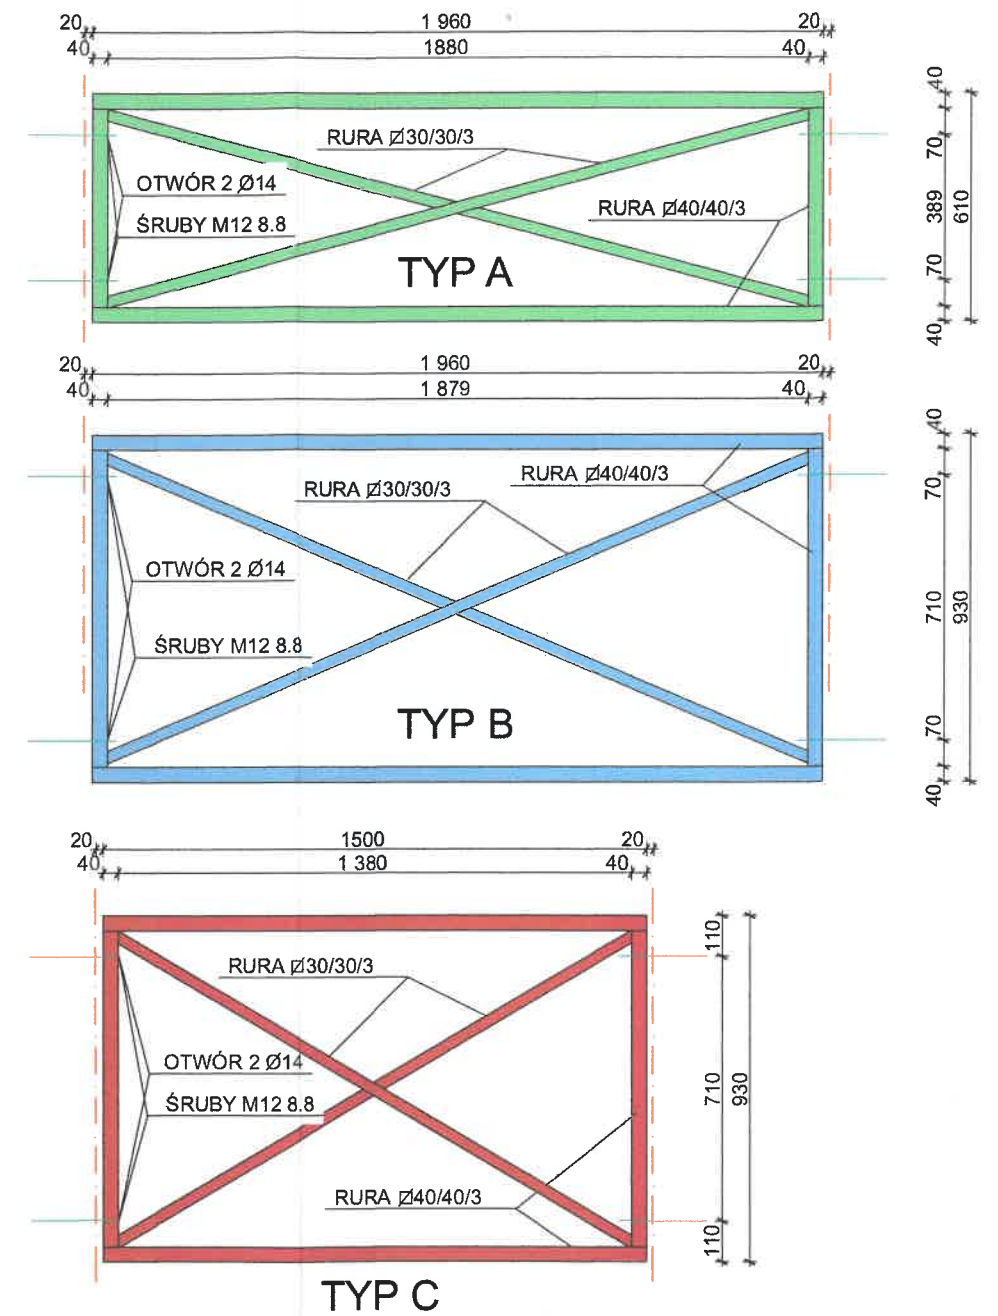 20 1 960 20
40 1880 40
RURA ⌀30/30/3
OTWÓR 2 Ø14
ŚRUBY M12 8.8
RURA ⌀40/40/3
TYP A
40
70
389
610
70
40
20 1 960 20
40 1 879 40
RURA ⌀30/30/3
RURA ⌀40/40/3
OTWÓR 2 Ø14
ŚRUBY M12 8.8
TYP B
40
70
710
930
70
40
20 1500 20
40 1 380 40
RURA ⌀30/30/3
OTWÓR 2 Ø14
ŚRUBY M12 8.8
RURA ⌀40/40/3
TYP C
110
710
930
110